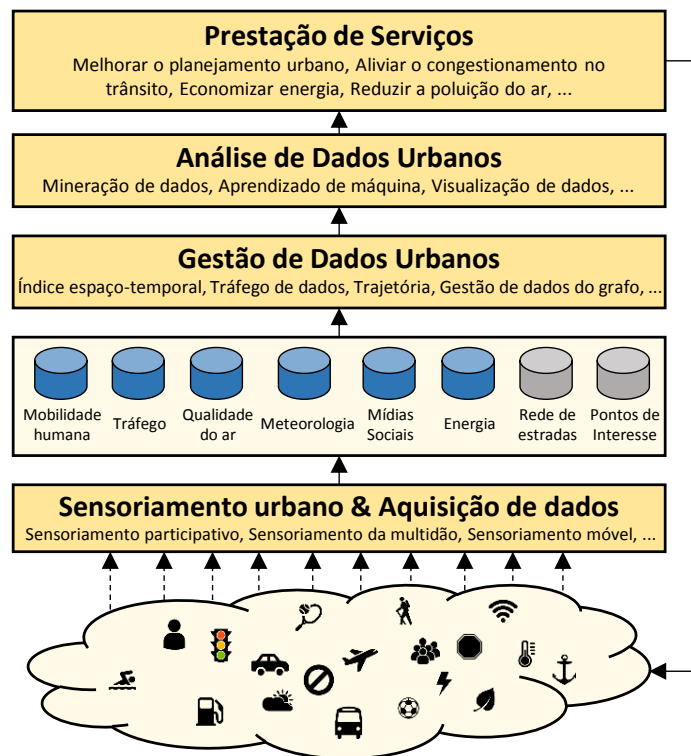 Prestação de Serviços
Melhorar o planejamento urbano, Aliviar o congestionamento no
trânsito, Economizar energia, Reduzir a poluição do ar, ...
Análise de Dados Urbanos
Mineração de dados, Aprendizado de máquina, Visualização de dados, ...
Gestão de Dados Urbanos
Índice espaço-temporal, Tráfego de dados, Trajetória, Gestão de dados do grafo, ...
Mobilidade
humana
Tráfego
Qualidade
do ar
Meteorologia
Mídias
Sociais
Energia
Rede de
estradas
Pontos de
Interesse
Sensoriamento urbano & Aquisição de dados
Sensoriamento participativo, Sensoriamento da multidão, Sensoriamento móvel, ...